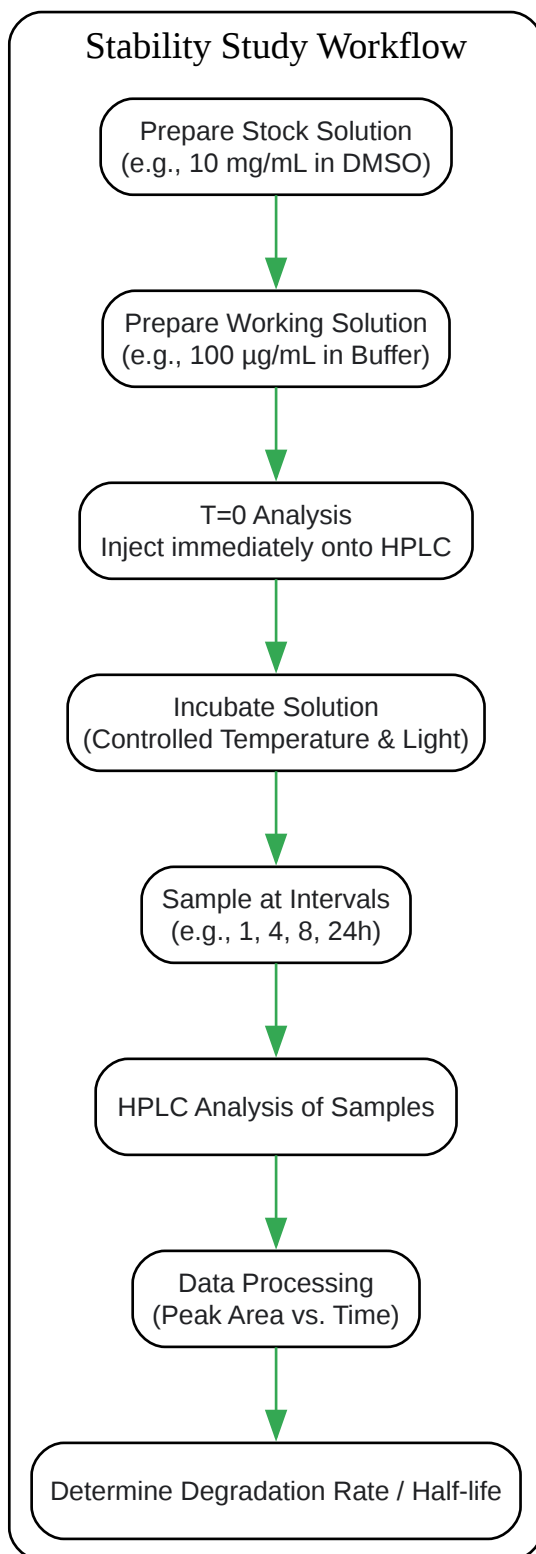 Stability Study Workflow
Prepare Stock Solution
(e.g., 10 mg/mL in DMSO)
Prepare Working Solution
(e.g., 100 µg/mL in Buffer)
T=0 Analysis
Inject immediately onto HPLC
Incubate Solution
(Controlled Temperature & Light)
Sample at Intervals
(e.g., 1, 4, 8, 24h)
HPLC Analysis of Samples
Data Processing
(Peak Area vs. Time)
Determine Degradation Rate / Half-life